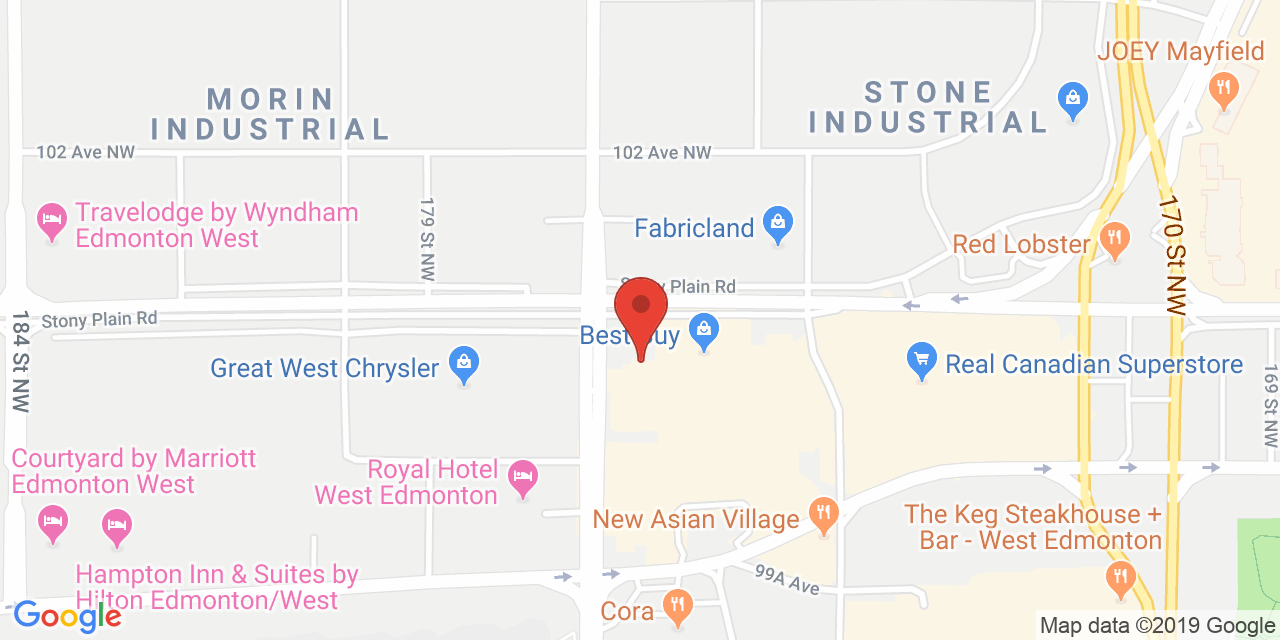 JOEY Mayfield
MORIN
INDUSTRIAL
STONE
INDUSTRIAL
102 Ave NW
102 Ave NW
Travelodge by Wyndham
Edmonton West
179 St NW
Fabricland
Red Lobster
170 St NW
Stony Plain Rd
Stony Plain Rd
184 St NW
Best Buy
Great West Chrysler
Real Canadian Superstore
169 St NW
Courtyard by Marriott
Edmonton West
Royal Hotel
West Edmonton
New Asian Village
The Keg Steakhouse +
Bar - West Edmonton
Hampton Inn & Suites by
Hilton Edmonton/West
99A Ave
Cora
Google
Map data ©2019 Google